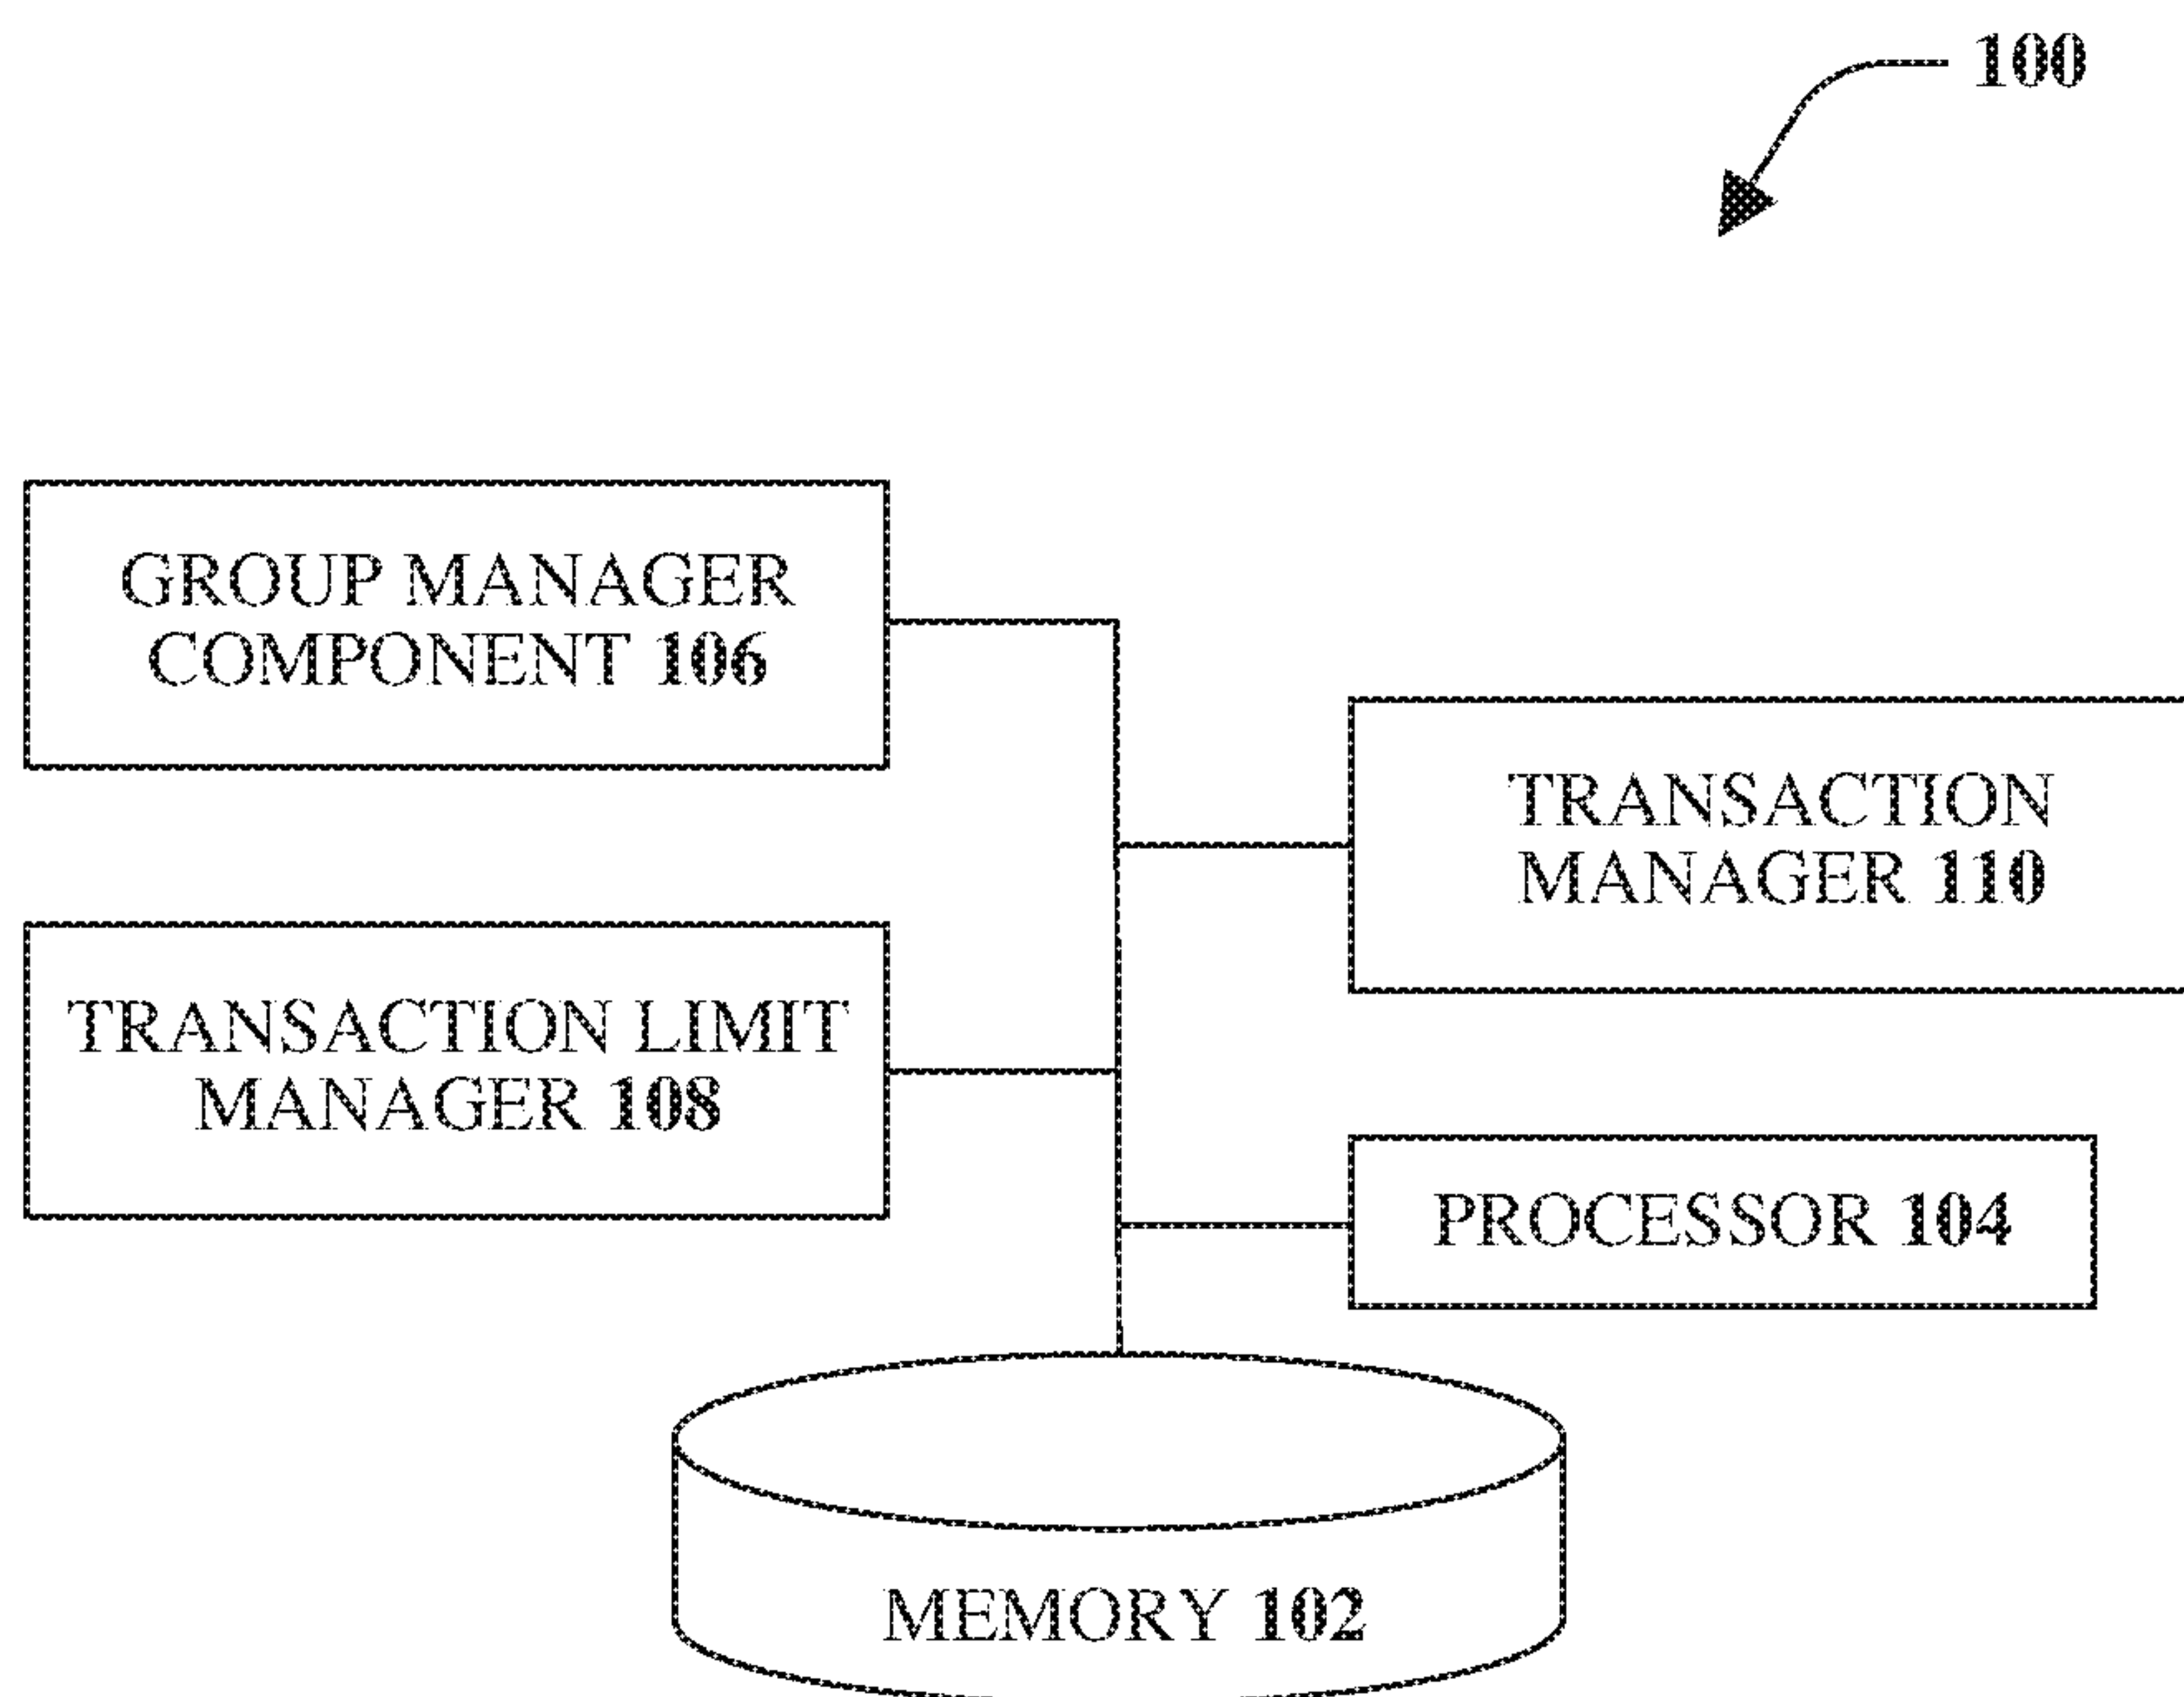 100
GROUP MANAGER
COMPONENT 106
TRANSACTION
MANAGER 110
TRANSACTION LIMIT
MANAGER 108
PROCESSOR 104
MEMORY 102